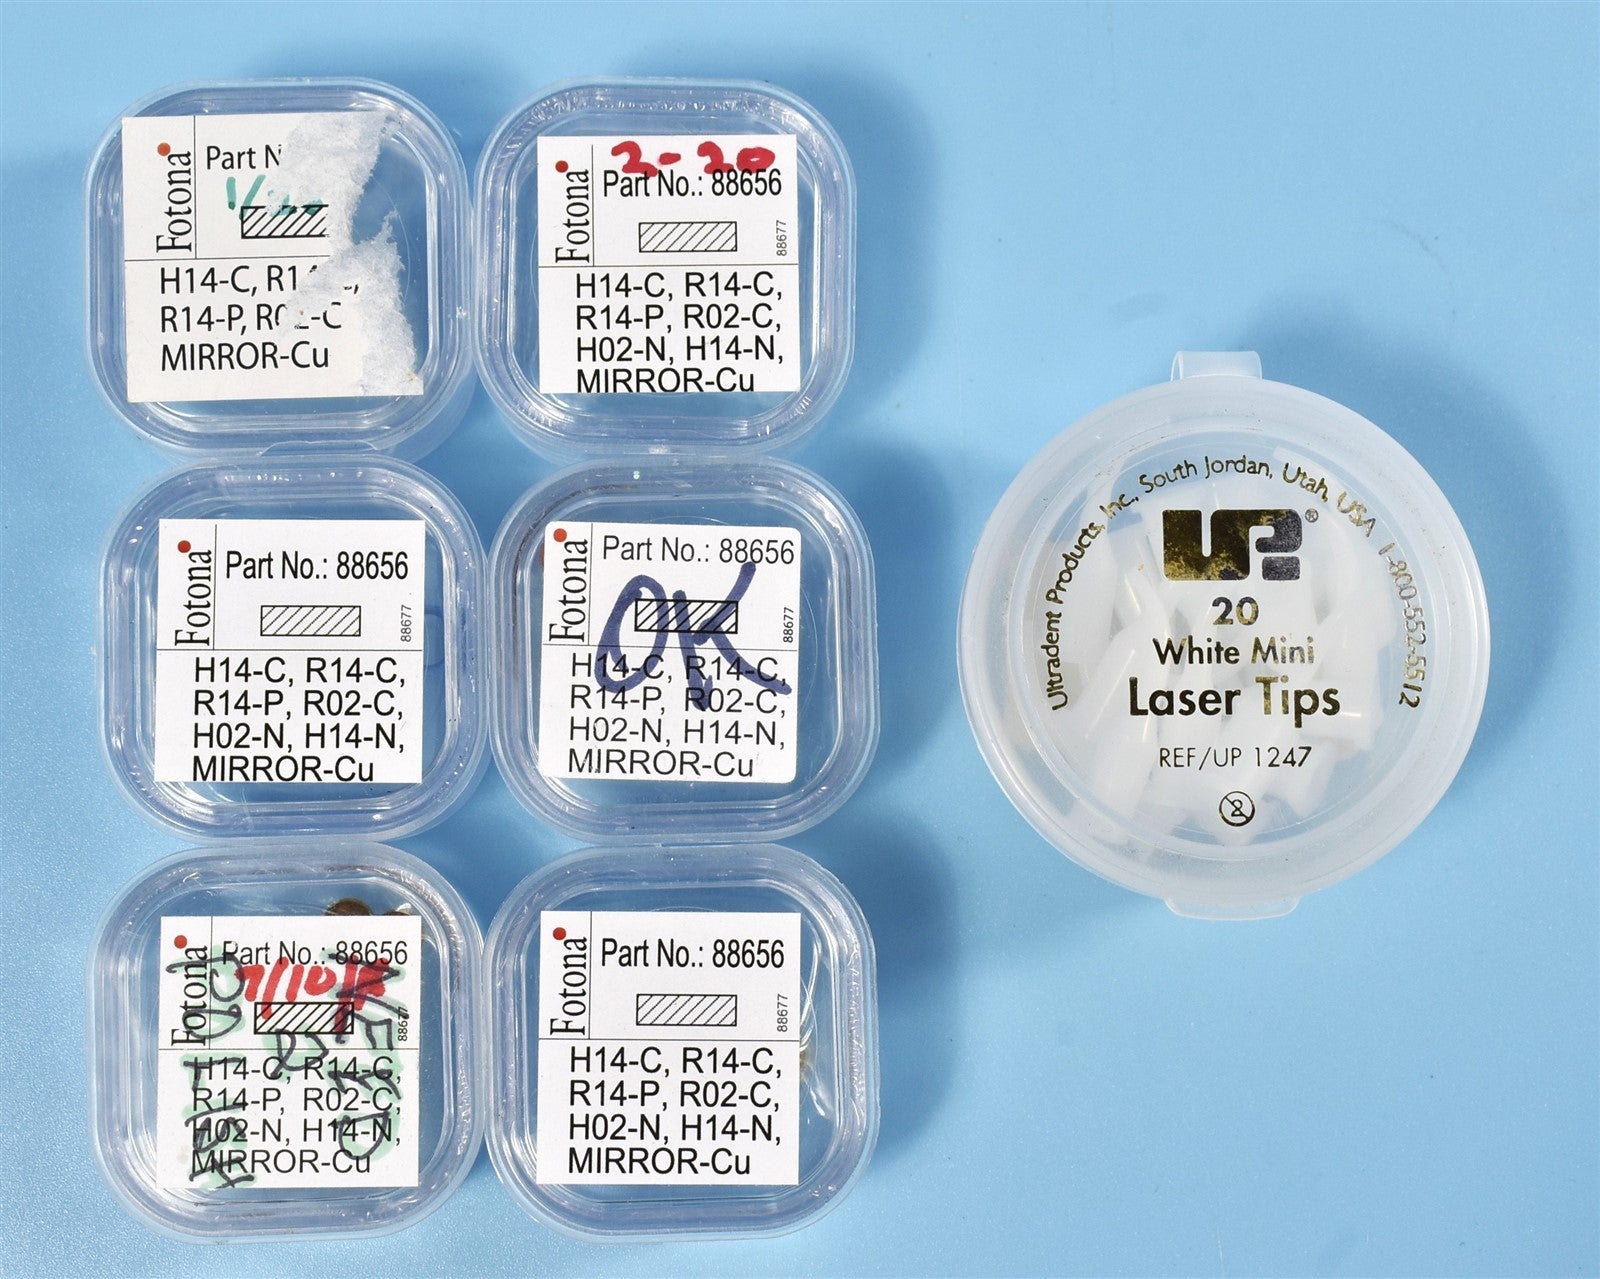 Fotona
Part N
1/
H14-C, R14
R14-P, R02-C
MIRROR-Cu
Fotona
2-20
Part No.: 88656
88677
H14-C, R14-C,
R14-P, R02-C,
H02-N, H14-N,
MIRROR-Cu
Fotona
Part No.: 88656
88677
H14-C, R14-C,
R14-P, R02-C,
H02-N, H14-N,
MIRROR-Cu
Fotona
Part No.: 88656
OK
88677
H14-C, R14-C,
R14-P, R02-C,
H02-N, H14-N,
MIRROR-Cu
Fotona
Part No.: 88656
88677
H14-C, R14-C,
R14-P, R02-C,
H02-N, H14-N,
MIRROR-Cu
Fotona
Part No.: 88656
88677
H14-C, R14-C,
R14-P, R02-C,
H02-N, H14-N,
MIRROR-Cu
Ultradent Products, Inc., South Jordan, Utah, USA 1-800-552-5512
UP®
20
White Mini
Laser Tips
REF/UP 1247
2